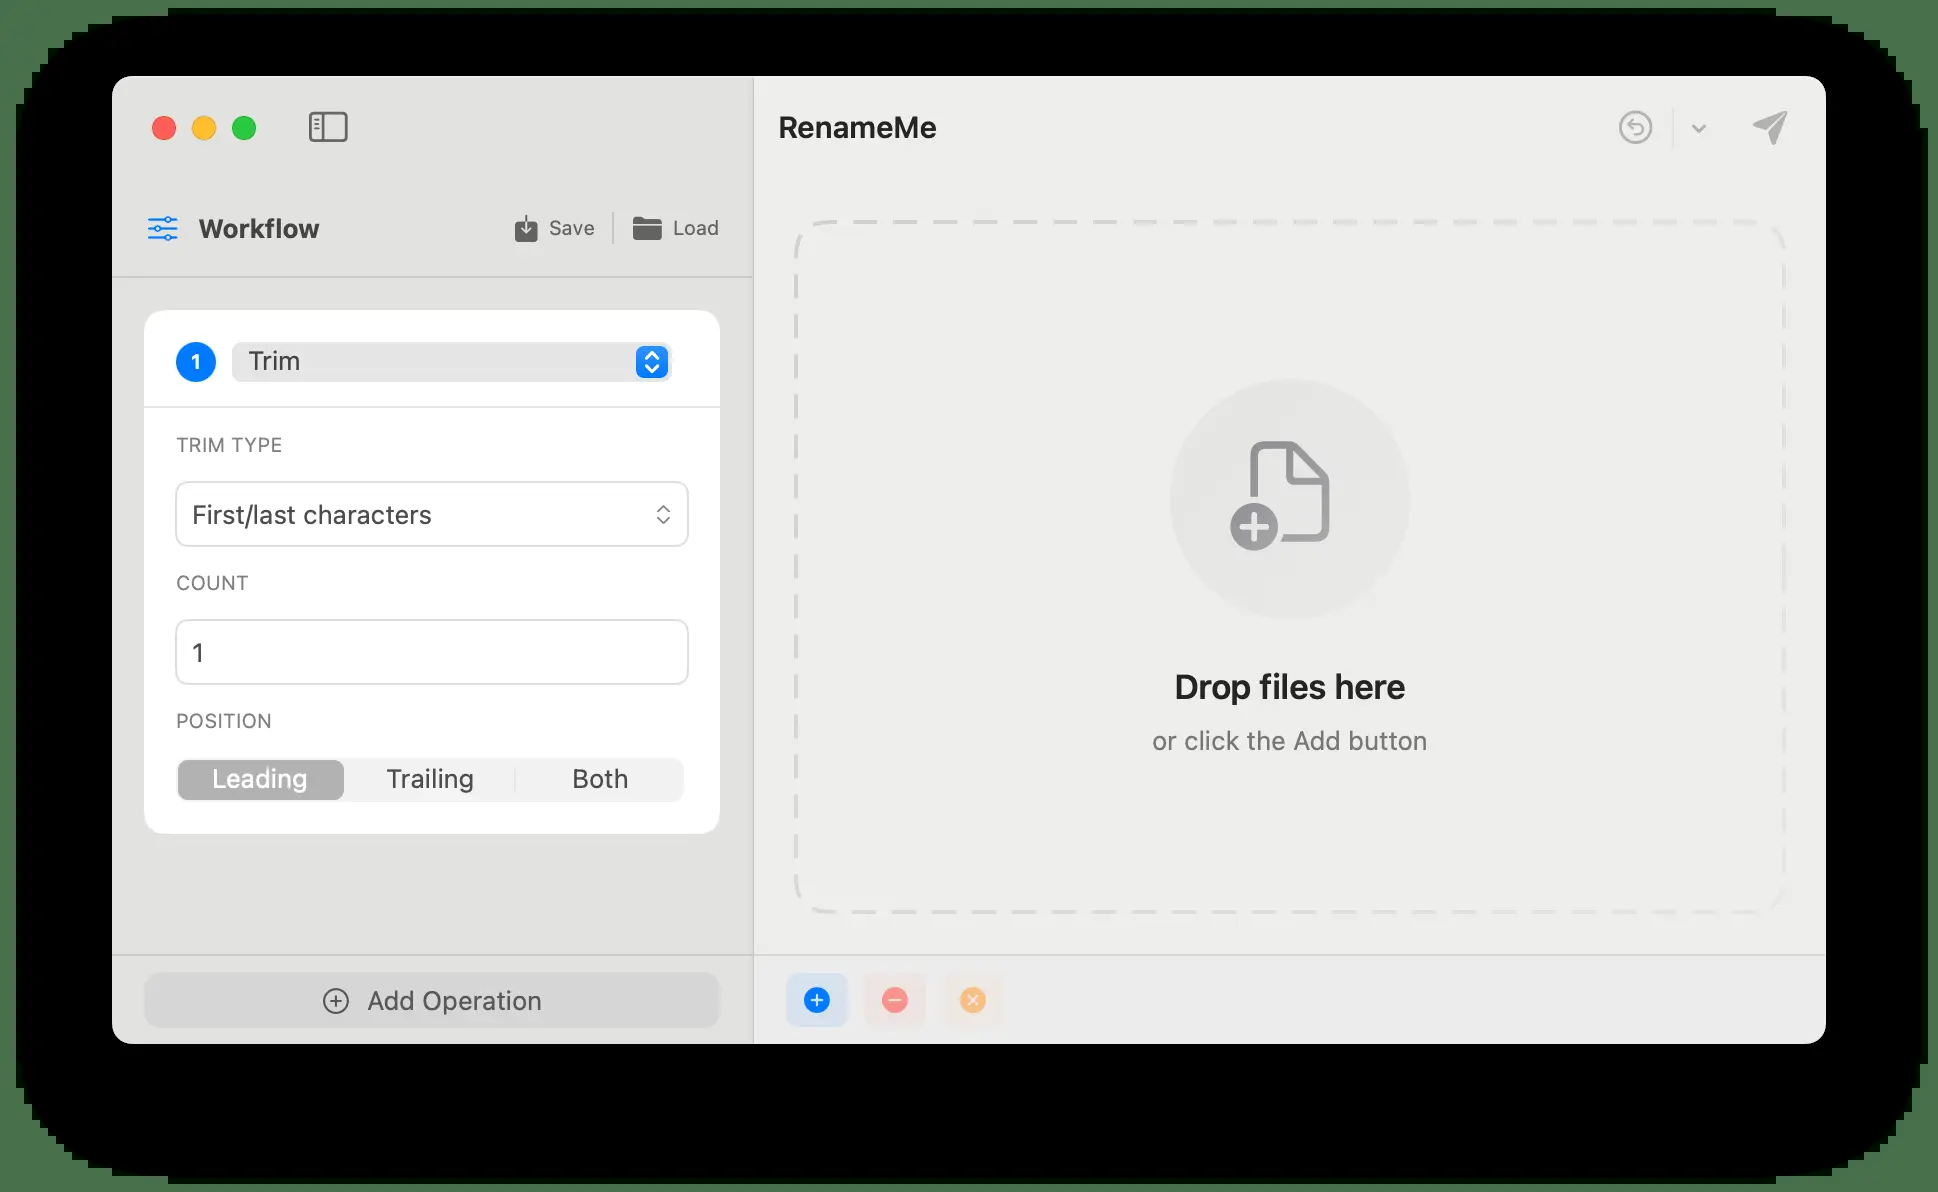 RenameMe
Workflow
Save
Load
1
Trim
TRIM TYPE
First/last characters
COUNT
1
POSITION
Leading
Trailing
Both
Add Operation
Drop files here
or click the Add button